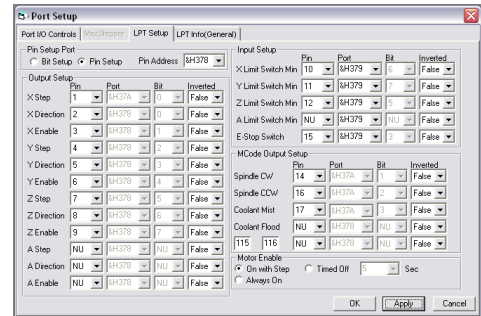 Port Setup
Port I/O Controls MaxStepper LPT Setup LPT Info(General)
Pin Setup Port
Bit Setup Pin Setup Pin Address &H378
Output Setup
Pin Port Bit Inverted
X Step 1 &H37A 0 False
X Direction 2 &H378 0 False
X Enable 3 &H378 1 False
Y Step 4 &H378 2 False
Y Direction 5 &H378 3 False
Y Enable 6 &H378 4 False
Z Step 7 &H378 5 False
Z Direction 8 &H378 6 False
Z Enable 9 &H378 7 False
A Step NU &H378 NU False
A Direction NU &H378 NU False
A Enable NU &H378 NU False
Input Setup
Pin Port Bit Inverted
X Limit Switch Min 10 &H379 6 False
Y Limit Switch Min 11 &H379 7 False
Z Limit Switch Min 12 &H379 5 False
A Limit Switch Min NU &H379 NU False
E-Stop Switch 15 &H379 3 False
MCode Output Setup
Pin Port Bit Inverted
Spindle CW 14 &H37A 1 False
Spindle CCW 16 &H37A 2 False
Coolant Mist 17 &H37A 3 False
Coolant Flood NU &H378 NU False
115 116 NU &H378 NU False
Motor Enable
On with Step Timed Off 5 Sec
Always On
OK Apply Cancel